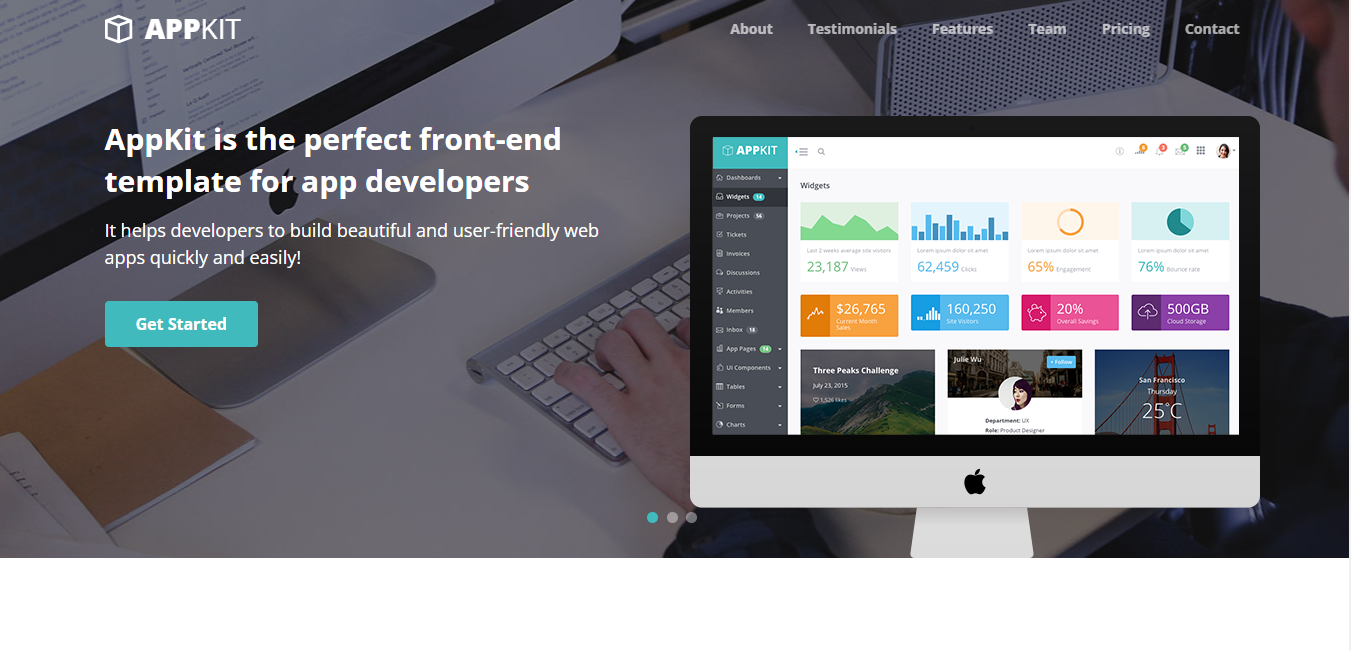 APPKIT
About
Testimonials
Features
Team
Pricing
Contact
AppKit is the perfect front-end
template for app developers
It helps developers to build beautiful and user-friendly web
apps quickly and easily!
Get Started
APPKIT
Dashboards
Widgets 14
Projects 56
Tickets
Invoices
Discussions
Activities
Members
Inbox 18
App Pages 14
UI Components
Tables
Forms
Charts
Widgets
Last 2 weeks average site visitors
23,187 Views
Lorem ipsum dolor sit amet
62,459 Clicks
Lorem ipsum dolor sit amet
65% Engagement
Lorem ipsum dolor sit amet
76% Bounce rate
$26,765
Current Month
Sales
160,250
Site Visitors
20%
Overall Savings
500GB
Cloud Storage
Three Peaks Challenge
July 23, 2015
1,526 likes
Julie Wu
+ Follow
Department: UX
Role: Product Designer
San Francisco
Thursday
25°C